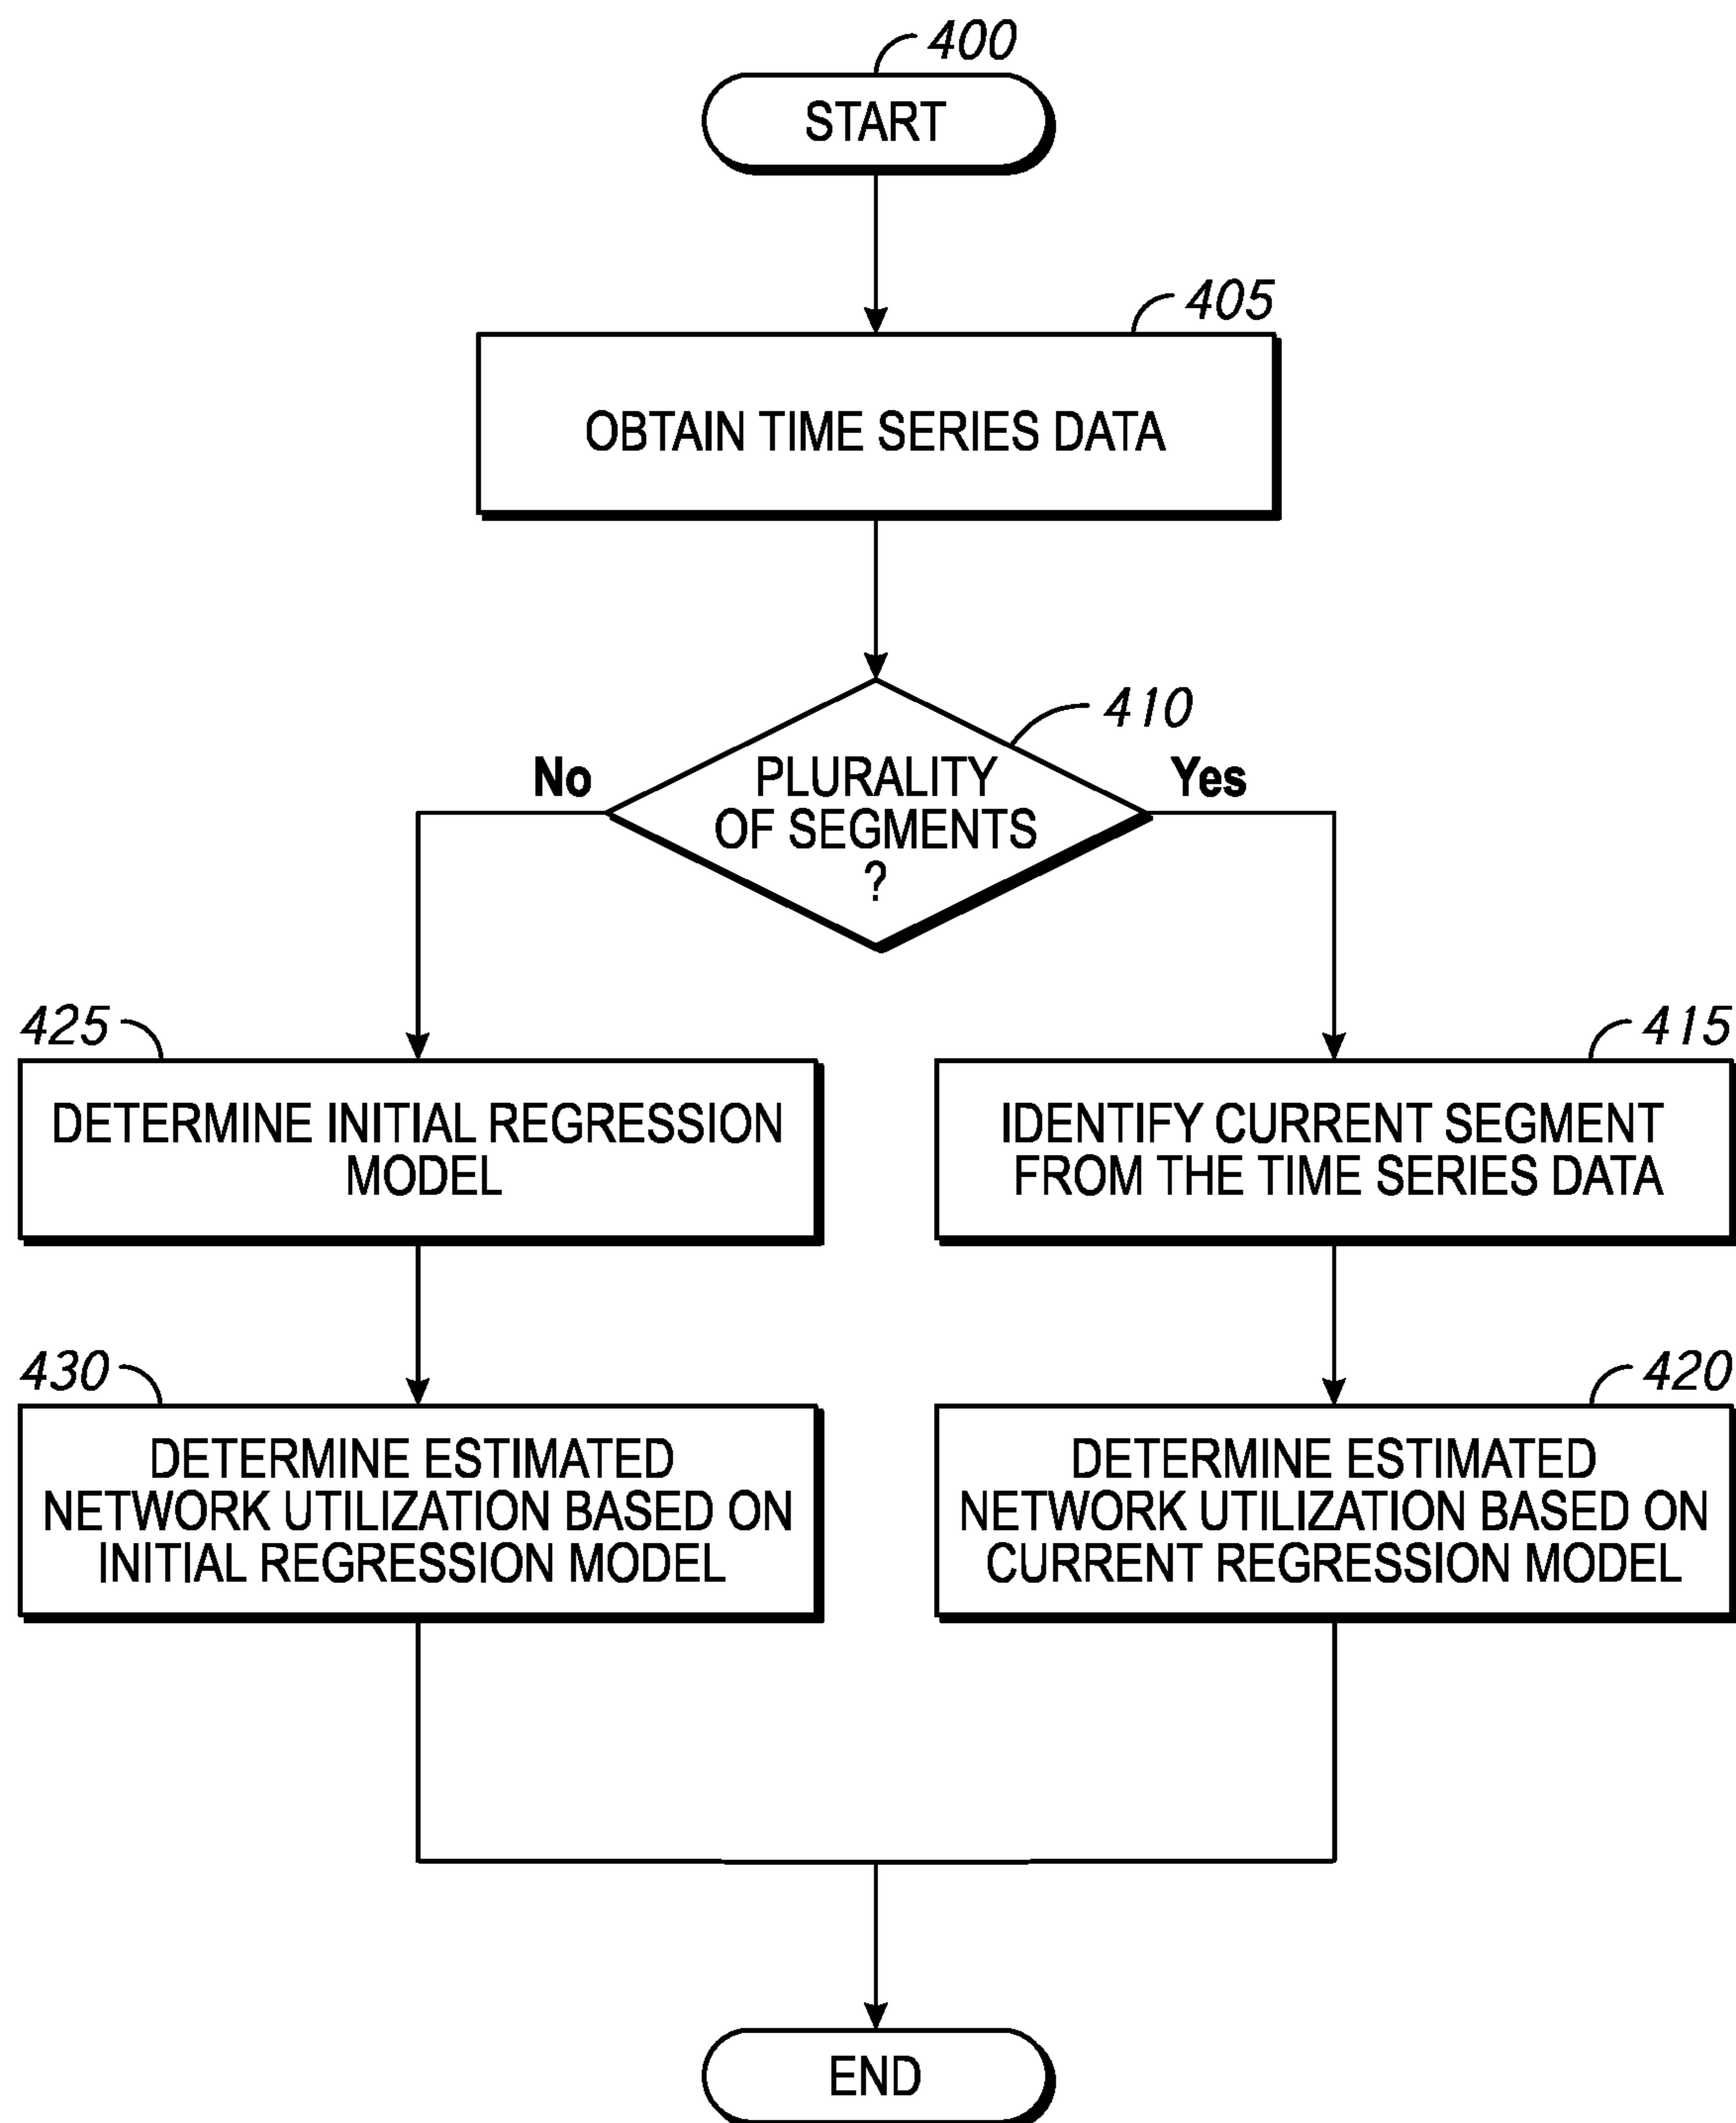 400
START
405
OBTAIN TIME SERIES DATA
410
No
PLURALITY
OF SEGMENTS
?
Yes
425
DETERMINE INITIAL REGRESSION
MODEL
415
IDENTIFY CURRENT SEGMENT
FROM THE TIME SERIES DATA
430
DETERMINE ESTIMATED
NETWORK UTILIZATION BASED ON
INITIAL REGRESSION MODEL
420
DETERMINE ESTIMATED
NETWORK UTILIZATION BASED ON
CURRENT REGRESSION MODEL
END